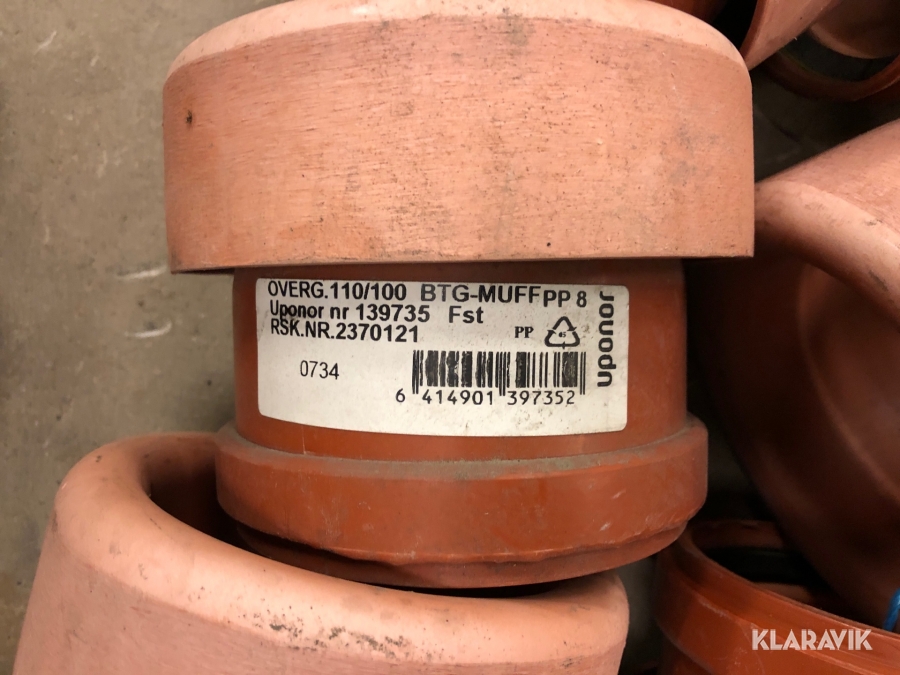 ÖVERG.110/100 BTG-MUFF PP 8
Uponor nr 139735 Fst
RSK.NR.2370121
PP
0734
6 414901 397352
uponor
KLARAVIK